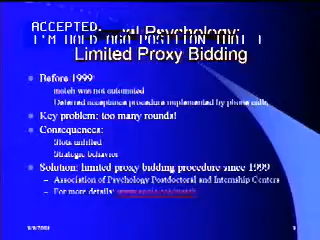 ACCEPTED.
Psychology:
Limited Proxy Bidding
Before 1999:
match was not automated
Deferred acceptance procedure implemented by phone calls
Key problem: too many rounds!
Consequences:
Slots unfilled
Strategic behavior
Solution: limited proxy bidding procedure since 1999
– Association of Psychology Postdoctoral and Internship Centers
– For more details: